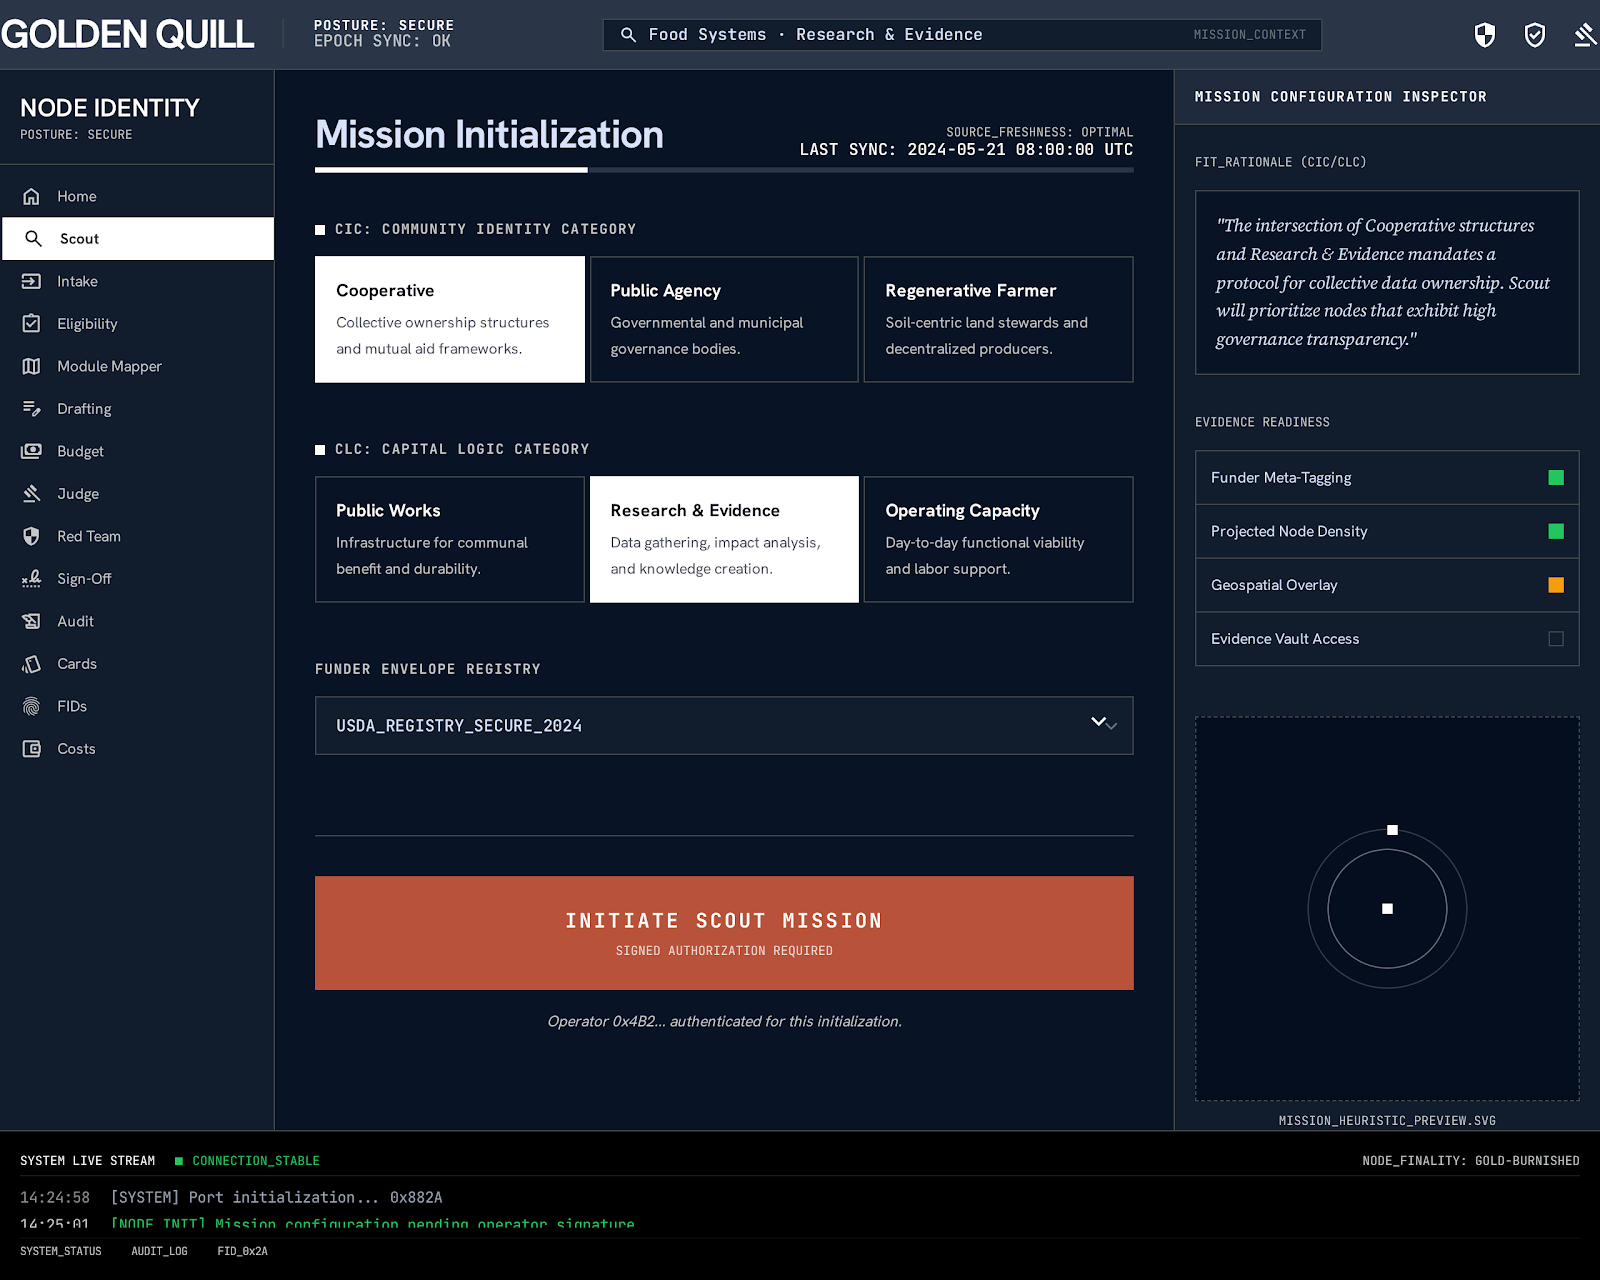 GOLDEN QUILL
POSTURE: SECURE
EPOCH SYNC: OK
Food Systems · Research & Evidence
MISSION_CONTEXT
NODE IDENTITY
POSTURE: SECURE
Home
Scout
Intake
Eligibility
Module Mapper
Drafting
Budget
Judge
Red Team
Sign-Off
Audit
Cards
FIDs
Costs
Mission Initialization
SOURCE_FRESHNESS: OPTIMAL
LAST SYNC: 2024-05-21 08:00:00 UTC
CIC: COMMUNITY IDENTITY CATEGORY
Cooperative
Collective ownership structures
and mutual aid frameworks.
Public Agency
Governmental and municipal
governance bodies.
Regenerative Farmer
Soil-centric land stewards and
decentralized producers.
CLC: CAPITAL LOGIC CATEGORY
Public Works
Infrastructure for communal
benefit and durability.
Research & Evidence
Data gathering, impact analysis,
and knowledge creation.
Operating Capacity
Day-to-day functional viability
and labor support.
FUNDER ENVELOPE REGISTRY
USDA_REGISTRY_SECURE_2024
INITIATE SCOUT MISSION
SIGNED AUTHORIZATION REQUIRED
Operator 0x4B2... authenticated for this initialization.
MISSION CONFIGURATION INSPECTOR
FIT_RATIONALE (CIC/CLC)
"The intersection of Cooperative structures
and Research & Evidence mandates a
protocol for collective data ownership. Scout
will prioritize nodes that exhibit high
governance transparency."
EVIDENCE READINESS
Funder Meta-Tagging
Projected Node Density
Geospatial Overlay
Evidence Vault Access
MISSION_HEURISTIC_PREVIEW.SVG
SYSTEM LIVE STREAM
CONNECTION_STABLE
NODE_FINALITY: GOLD-BURNISHED
14:24:58 [SYSTEM] Port initialization... 0x882A
14:25:01 [NODE_INIT] Mission configuration pending operator signature
SYSTEM_STATUS
AUDIT_LOG
FID_0x2A